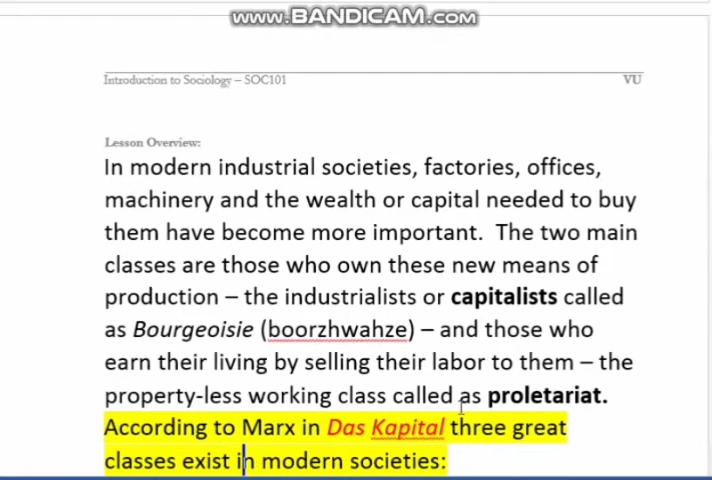 www.BANDICAM.com
Introduction to Sociology – SOC101 VU
Lesson Overview:
In modern industrial societies, factories, offices,
machinery and the wealth or capital needed to buy
them have become more important. The two main
classes are those who own these new means of
production – the industrialists or capitalists called
as Bourgeoisie (boorzhwahze) – and those who
earn their living by selling their labor to them – the
property-less working class called as proletariat.
According to Marx in Das Kapital three great
classes exist in modern societies: